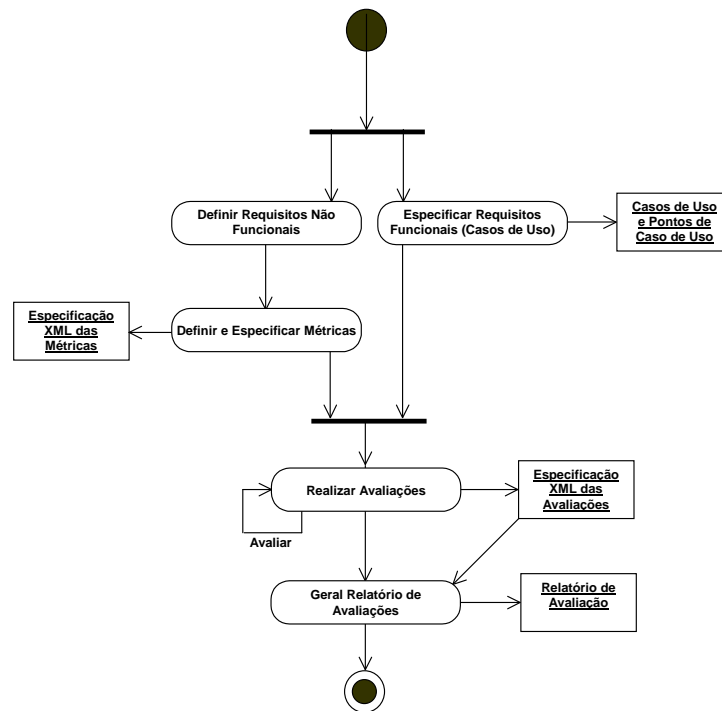 Definir Requisitos Não
Funcionais
Especificar Requisitos
Funcionais (Casos de Uso)
Casos de Uso
e Pontos de
Caso de Uso
Especificação
XML das
Métricas
Definir e Especificar Métricas
Realizar Avaliações
Especificação
XML das
Avaliações
Avaliar
Geral Relatório de
Avaliações
Relatório de
Avaliação